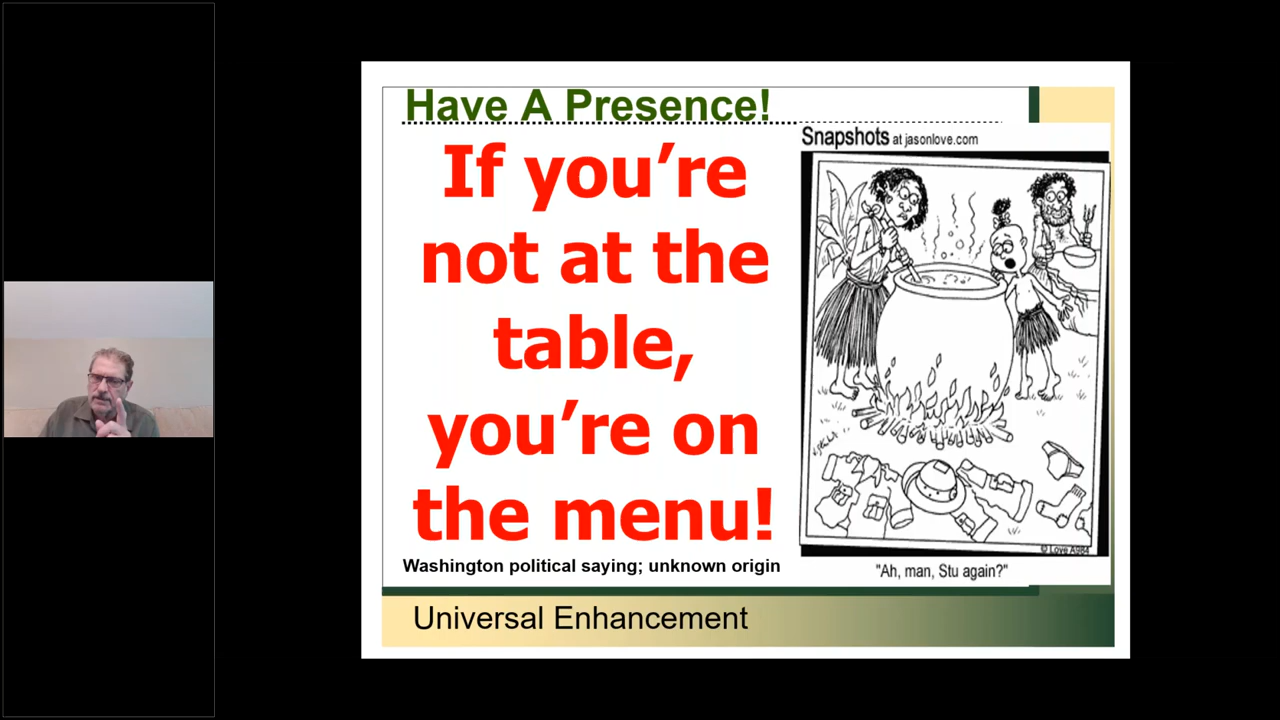 Have A Presence!
If you’re
not at the
table,
you’re on
the menu!
Washington political saying; unknown origin
Universal Enhancement
Snapshots at jasonlove.com
"Ah, man, Stu again?"